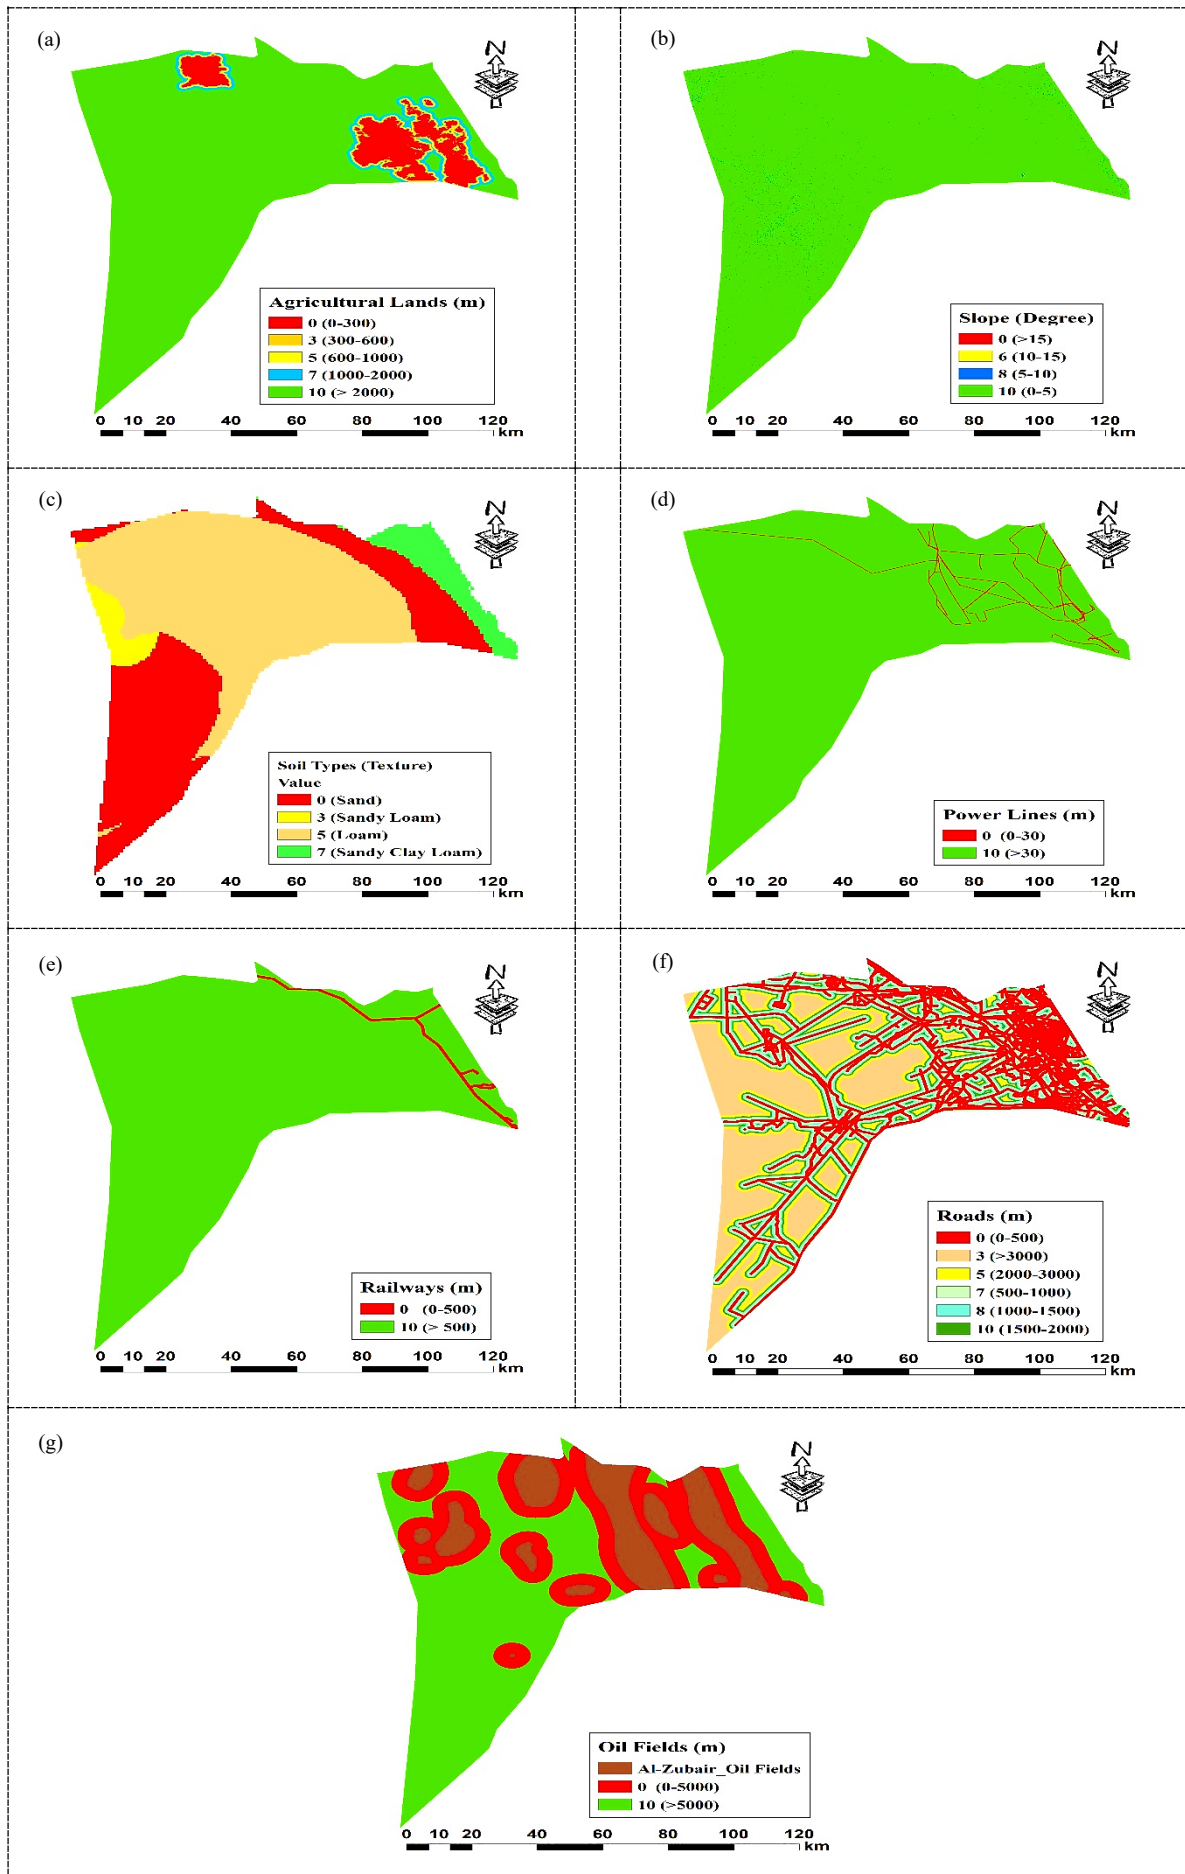 (a)
N
Agricultural Lands (m)
0 (0-300)
3 (300-600)
5 (600-1000)
7 (1000-2000)
10 (> 2000)
0 10 20 40 60 80 100 120
km
(b)
N
Slope (Degree)
0 (>15)
6 (10-15)
8 (5-10)
10 (0-5)
0 10 20 40 60 80 100 120
km
(c)
N
Soil Types (Texture)
Value
0 (Sand)
3 (Sandy Loam)
5 (Loam)
7 (Sandy Clay Loam)
0 10 20 40 60 80 100 120
km
(d)
N
Power Lines (m)
0 (0-30)
10 (>30)
0 10 20 40 60 80 100 120
km
(e)
N
Railways (m)
0 (0-500)
10 (> 500)
0 10 20 40 60 80 100 120
km
(f)
N
Roads (m)
0 (0-500)
3 (>3000)
5 (2000-3000)
7 (500-1000)
8 (1000-1500)
10 (1500-2000)
0 10 20 40 60 80 100 120
km
(g)
N
Oil Fields (m)
Al-Zubair_Oil Fields
0 (0-5000)
10 (>5000)
0 10 20 40 60 80 100 120
km